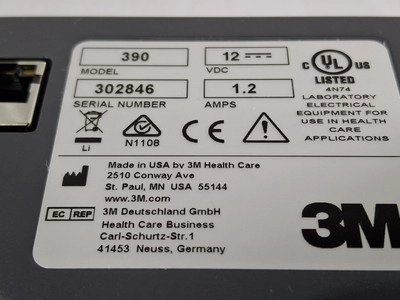 390
MODEL
12
VDC
302846
SERIAL NUMBER
1.2
AMPS
C UL US
LISTED
4N74
LABORATORY
ELECTRICAL
EQUIPMENT FOR
USE IN HEALTH
CARE
APPLICATIONS
Li
N1108
CE
Made in USA by 3M Health Care
2510 Conway Ave
St. Paul, MN USA 55144
www.3M.com
EC REP
3M Deutschland GmbH
Health Care Business
Carl-Schurtz-Str.1
41453 Neuss, Germany
3M